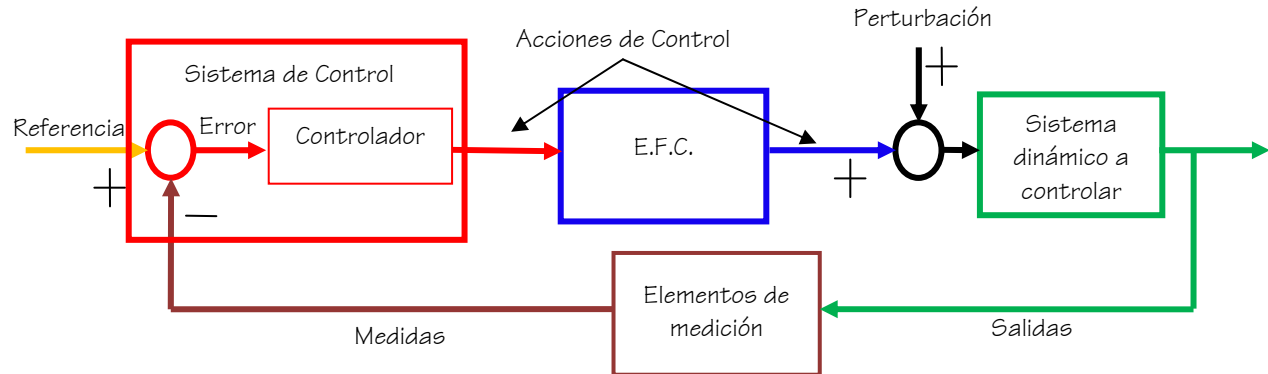 Perturbación
Acciones de Control
+
Sistema de Control
Referencia
Error
Controlador
E.F.C.
Sistema
dinámico a
controlar
+
+
−
Elementos de
medición
Medidas
Salidas